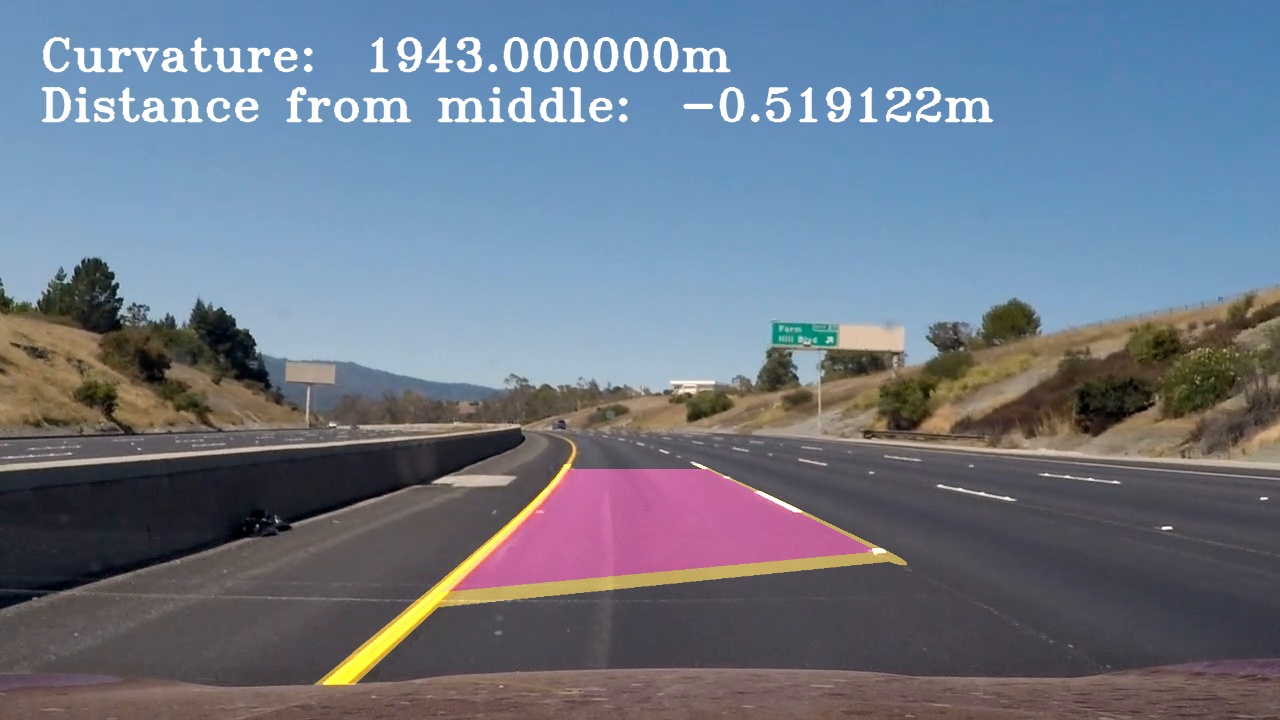 Curvature:  1943.000000m
Distance from middle:  −0.519122m
Farm
Hill Blvd